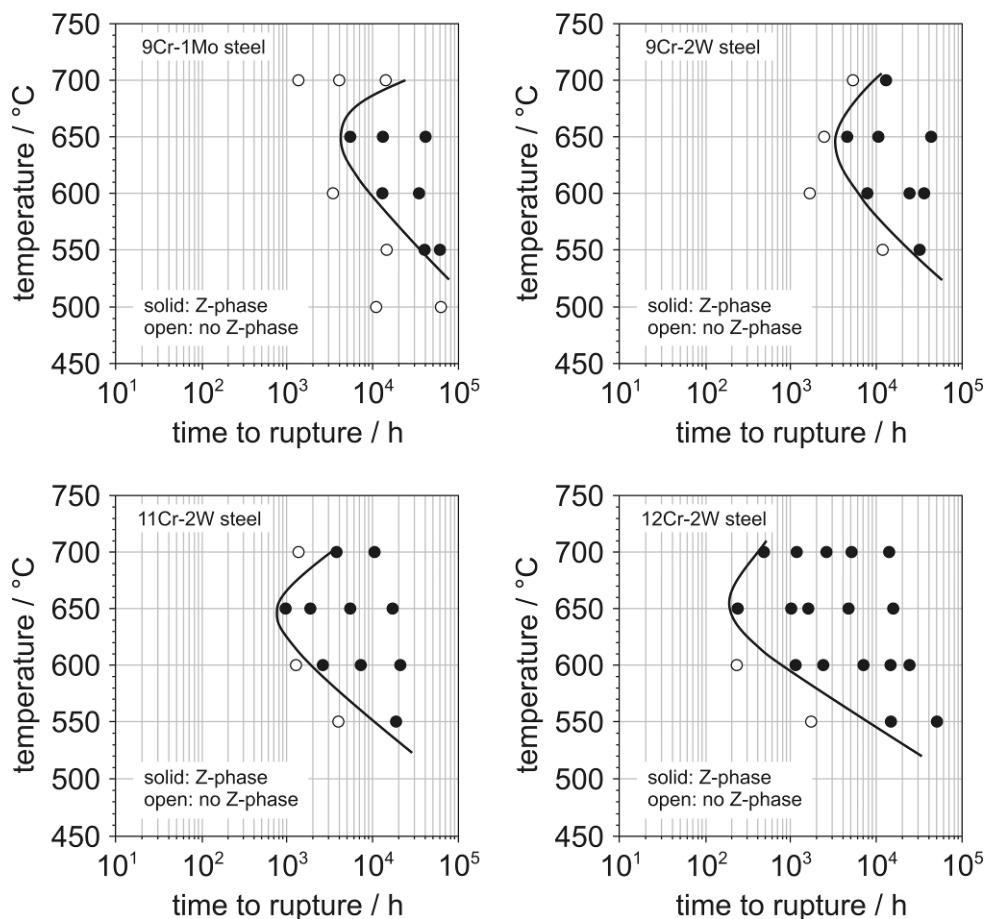 9Cr-1Mo steel
temperature / °C
750
700
650
600
550
500
450
solid: Z-phase
open: no Z-phase
10¹ 10² 10³ 10⁴ 10⁵
time to rupture / h
9Cr-2W steel
temperature / °C
750
700
650
600
550
500
450
solid: Z-phase
open: no Z-phase
10¹ 10² 10³ 10⁴ 10⁵
time to rupture / h
11Cr-2W steel
temperature / °C
750
700
650
600
550
500
450
solid: Z-phase
open: no Z-phase
10¹ 10² 10³ 10⁴ 10⁵
time to rupture / h
12Cr-2W steel
temperature / °C
750
700
650
600
550
500
450
solid: Z-phase
open: no Z-phase
10¹ 10² 10³ 10⁴ 10⁵
time to rupture / h